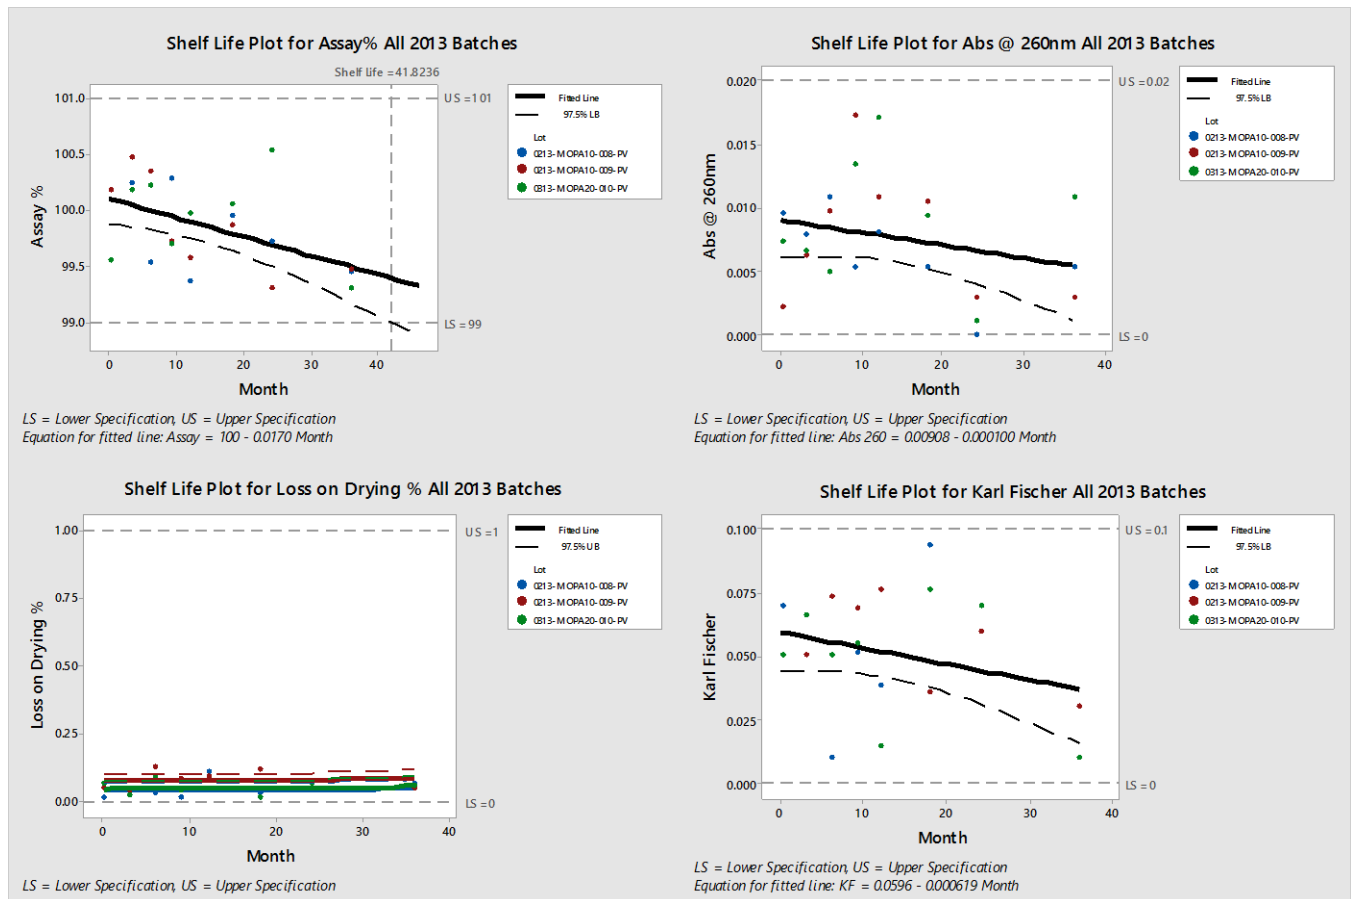 Shelf Life Plot for Assay% All 2013 Batches
Shelf Life =41.8236
US =101
101.0
100.5
100.0
99.5
99.0
LS = 99
Assay %
0 10 20 30 40
Month
Fitted Line
97.5% LB
Lot
0213-MOPA10-008-PV
0213-MOPA10-009-PV
0313-MOPA20-010-PV
LS = Lower Specification, US = Upper Specification
Equation for fitted line: Assay = 100 - 0.0170 Month
Shelf Life Plot for Abs @ 260nm All 2013 Batches
US =0.02
0.020
0.015
0.010
0.005
0.000
LS =0
Abs @ 260nm
0 10 20 30 40
Month
Fitted Line
97.5% LB
Lot
0213-MOPA10-008-PV
0213-MOPA10-009-PV
0313-MOPA20-010-PV
LS = Lower Specification, US = Upper Specification
Equation for fitted line: Abs 260 = 0.00908 - 0.000100 Month
Shelf Life Plot for Loss on Drying % All 2013 Batches
US =1
1.00
0.75
0.50
0.25
0.00
LS =0
Loss on Drying %
0 10 20 30 40
Month
Fitted Line
97.5% UB
Lot
0213-MOPA10-008-PV
0213-MOPA10-009-PV
0313-MOPA20-010-PV
LS = Lower Specification, US = Upper Specification
Shelf Life Plot for Karl Fischer All 2013 Batches
US =0.1
0.100
0.075
0.050
0.025
0.000
LS =0
Karl Fischer
0 10 20 30 40
Month
Fitted Line
97.5% LB
Lot
0213-MOPA10-008-PV
0213-MOPA10-009-PV
0313-MOPA20-010-PV
LS = Lower Specification, US = Upper Specification
Equation for fitted line: KF = 0.0596 - 0.000619 Month